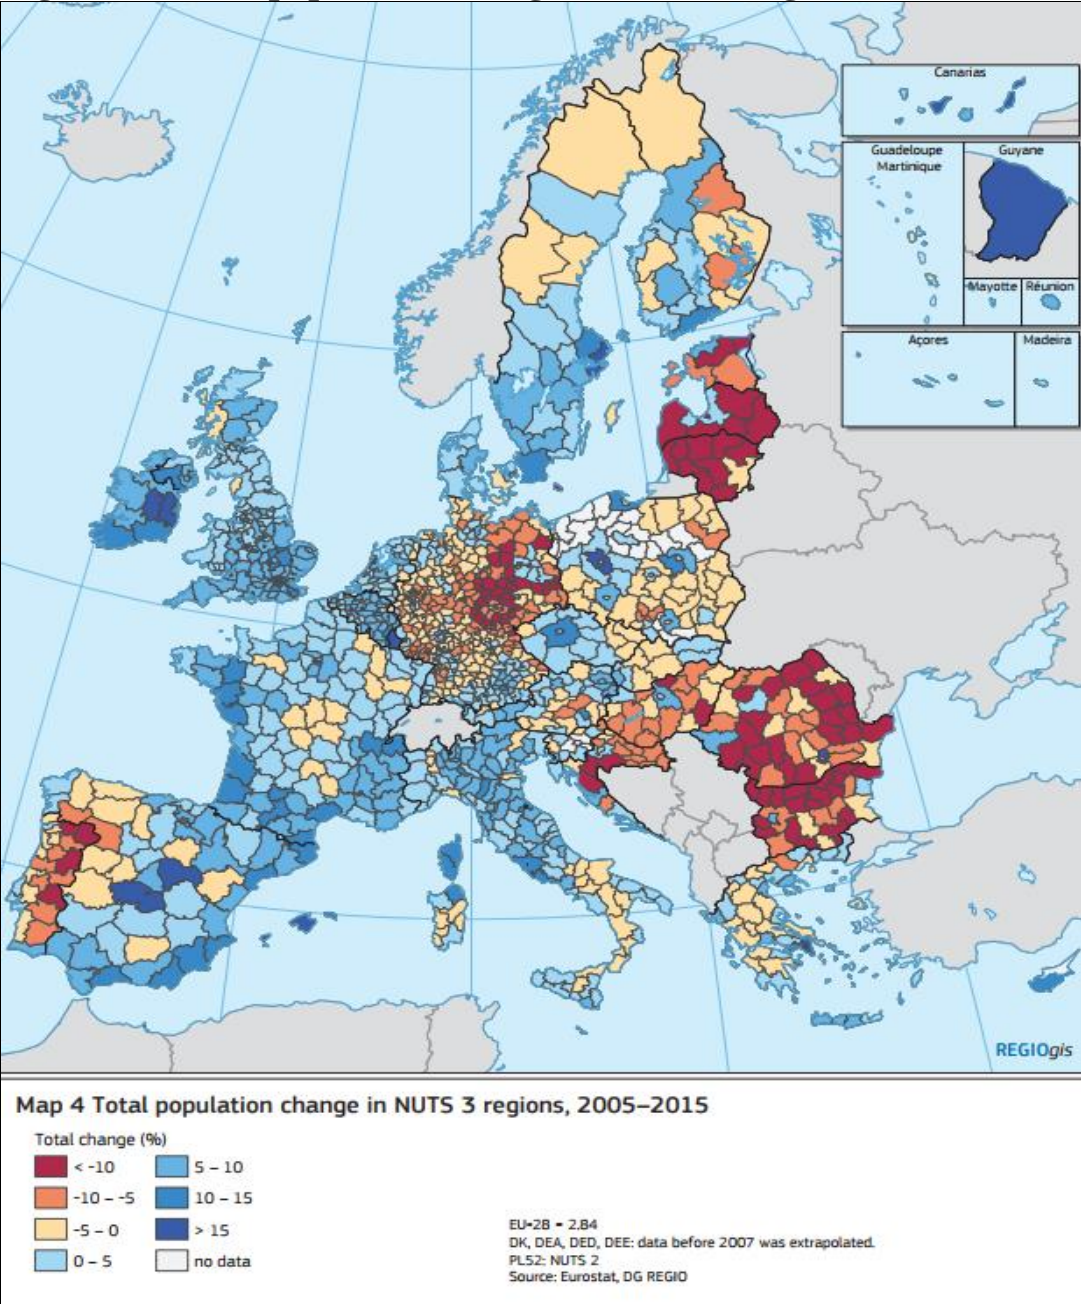 Canarias
Guadeloupe
Martinique
Guyane
Mayotte
Réunion
Açores
Madeira
REGIOgis
Map 4 Total population change in NUTS 3 regions, 2005–2015
Total change (%)
< -10
-10 – -5
-5 – 0
0 – 5
5 – 10
10 – 15
> 15
no data
EU-28 = 2.84
DK, DEA, DED, DEE: data before 2007 was extrapolated.
PL52: NUTS 2
Source: Eurostat, DG REGIO